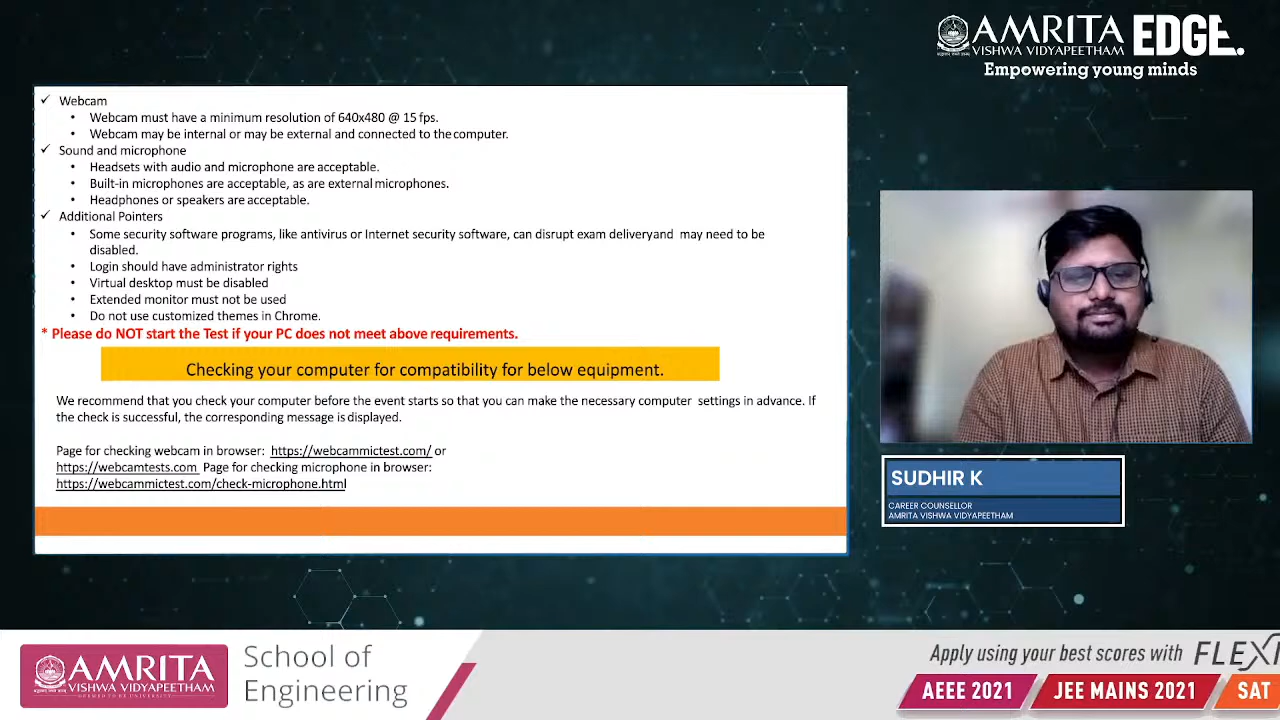 AMRITA
VISHWA VIDYAPEETHAM
EDGE.
Empowering young minds
✓ Webcam
• Webcam must have a minimum resolution of 640x480 @ 15 fps.
• Webcam may be internal or may be external and connected to the computer.
✓ Sound and microphone
• Headsets with audio and microphone are acceptable.
• Built-in microphones are acceptable, as are external microphones.
• Headphones or speakers are acceptable.
✓ Additional Pointers
• Some security software programs, like antivirus or Internet security software, can disrupt exam delivery and may need to be
disabled.
• Login should have administrator rights
• Virtual desktop must be disabled
• Extended monitor must not be used
• Do not use customized themes in Chrome.
* Please do NOT start the Test if your PC does not meet above requirements.
Checking your computer for compatibility for below equipment.
We recommend that you check your computer before the event starts so that you can make the necessary computer settings in advance. If
the check is successful, the corresponding message is displayed.
Page for checking webcam in browser: https://webcammictest.com/ or
https://webcamtests.com Page for checking microphone in browser:
https://webcammictest.com/check-microphone.html
SUDHIR K
CAREER COUNSELLOR
AMRITA VISHWA VIDYAPEETHAM
AMRITA
VISHWA VIDYAPEETHAM
School of
Engineering
Apply using your best scores with FLEXI
AEEE 2021
JEE MAINS 2021
SAT